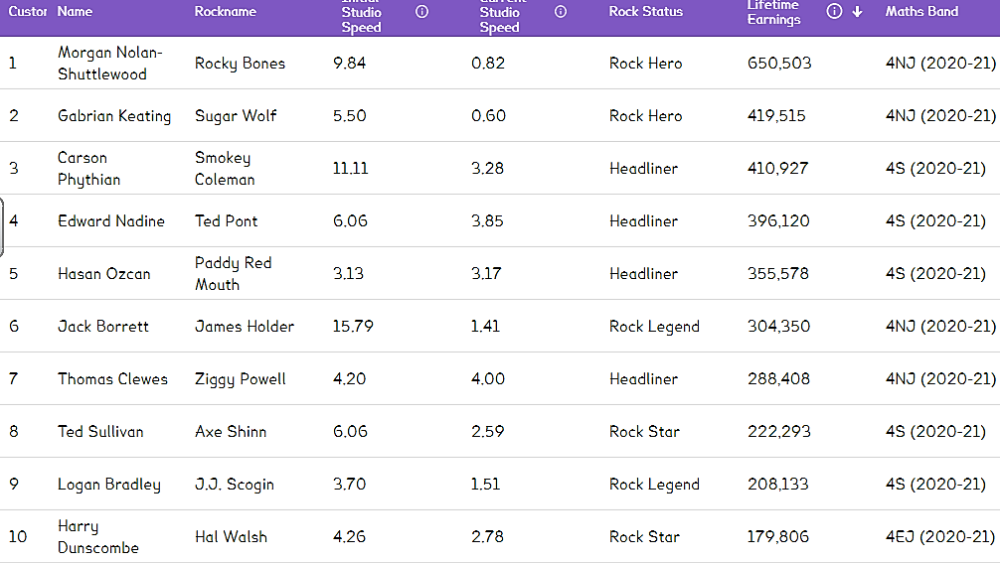 Custor Name Rockname Initial Studio Speed Current Studio Speed Rock Status Lifetime Earnings Maths Band
1 Morgan Nolan-Shuttlewood Rocky Bones 9.84 0.82 Rock Hero 650,503 4NJ (2020-21)
2 Gabrian Keating Sugar Wolf 5.50 0.60 Rock Hero 419,515 4NJ (2020-21)
3 Carson Phythian Smokey Coleman 11.11 3.28 Headliner 410,927 4S (2020-21)
4 Edward Nadine Ted Pont 6.06 3.85 Headliner 396,120 4S (2020-21)
5 Hasan Ozcan Paddy Red Mouth 3.13 3.17 Headliner 355,578 4S (2020-21)
6 Jack Borrett James Holder 15.79 1.41 Rock Legend 304,350 4NJ (2020-21)
7 Thomas Clewes Ziggy Powell 4.20 4.00 Headliner 288,408 4NJ (2020-21)
8 Ted Sullivan Axe Shinn 6.06 2.59 Rock Star 222,293 4S (2020-21)
9 Logan Bradley J.J. Scogin 3.70 1.51 Rock Legend 208,133 4S (2020-21)
10 Harry Dunscombe Hal Walsh 4.26 2.78 Rock Star 179,806 4EJ (2020-21)